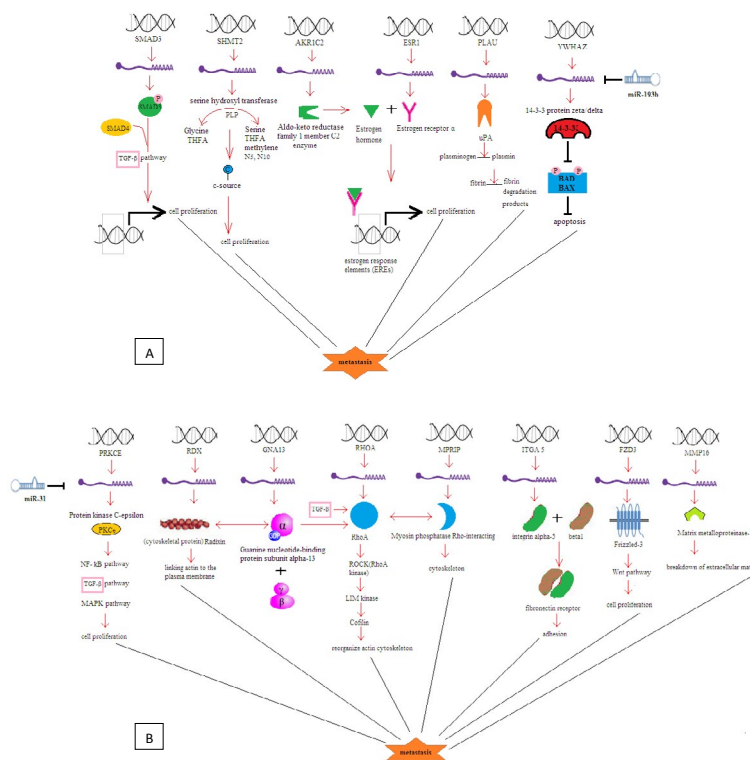 SMAD3
SHMT2
AKR1C2
ESR1
PLAU
YWHAZ
miR-193b
P
SMAD3
SMAD4
TGF-β pathway
cell proliferation
serine hydroxyl transferase
PLP
Glycine
THFA
Serine
THFA
methylene
N5, N10
C
c-source
cell proliferation
Aldo-keto reductase
family 1 member C2
enzyme
Estrogen
hormone
+
Estrogen receptor α
estrogen response
elements (EREs)
cell proliferation
uPA
plasminogen
plasmin
fibrin
fibrin
degradation
products
14-3-3 protein zeta/delta
14-3-3ζ
P
P
BAD
BAX
apoptosis
metastasis
A
PRKCE
RDX
GNA13
RHOA
MPRIP
ITGA 5
FZD3
MMP16
miR-31
Protein kinase C-epsilon
PKCε
NF- kB pathway
TGF-β pathway
MAPK pathway
cell proliferation
(cytoskeletal protein) Radixin
linking actin to the
plasma membrane
α
GDP
Guanine nucleotide-binding
protein subunit alpha-13
+
γ
β
TGF-β
RhoA
ROCK(RhoA
kinase)
LIM kinase
Cofilin
reorganize actin cytoskeleton
Myosin phosphatase Rho-interacting
cytoskeleton
+
integrin alpha-5
beta1
fibronectin receptor
adhesion
Frizzled-3
Wnt pathway
cell proliferation
Matrix metalloproteinase-
breakdown of extracellular mat
metastasis
B